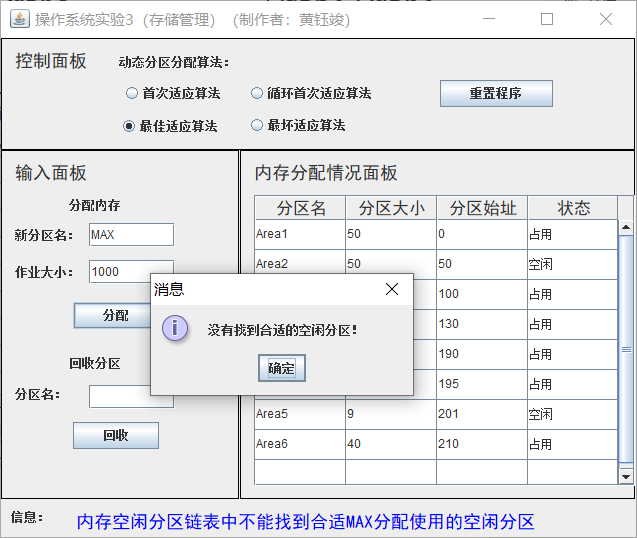 操作系统实验3（存储管理）（制作者：黄钰竣）
控制面板
动态分区分配算法：
首次适应算法
循环首次适应算法
重置程序
最佳适应算法
最坏适应算法
输入面板
分配内存
新分区名：
MAX
作业大小：
1000
分配
回收分区
分区名：
回收
内存分配情况面板
分区名 分区大小 分区始址 状态
Area1 50 0 占用
Area2 50 50 空闲
100 占用
130 占用
190 占用
195 占用
Area5 9 201 空闲
Area6 40 210 占用
消息
没有找到合适的空闲分区！
确定
信息：
内存空闲分区链表中不能找到合适MAX分配使用的空闲分区